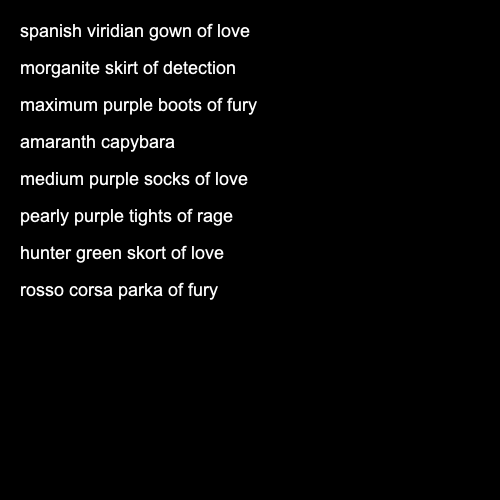 spanish viridian gown of love
morganite skirt of detection
maximum purple boots of fury
amaranth capybara
medium purple socks of love
pearly purple tights of rage
hunter green skort of love
rosso corsa parka of fury